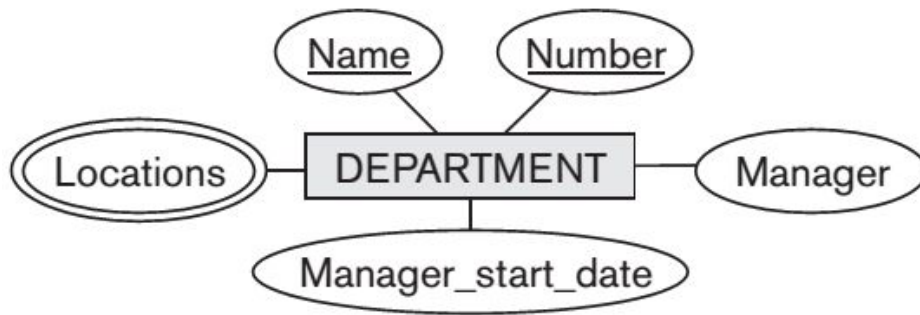 Name
Number
Locations
DEPARTMENT
Manager
Manager_start_date